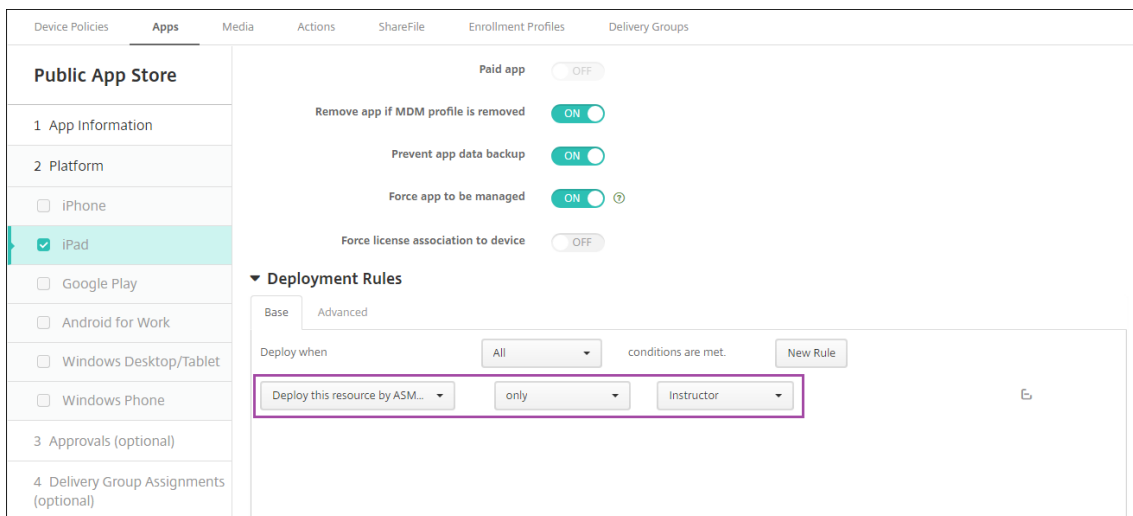 Device Policies Apps Media Actions ShareFile Enrollment Profiles Delivery Groups
Public App Store
1 App Information
2 Platform
iPhone
iPad
Google Play
Android for Work
Windows Desktop/Tablet
Windows Phone
3 Approvals (optional)
4 Delivery Group Assignments
(optional)
Paid app OFF
Remove app if MDM profile is removed ON
Prevent app data backup ON
Force app to be managed ON ?
Force license association to device OFF
Deployment Rules
Base Advanced
Deploy when All conditions are met. New Rule
Deploy this resource by ASM... only Instructor